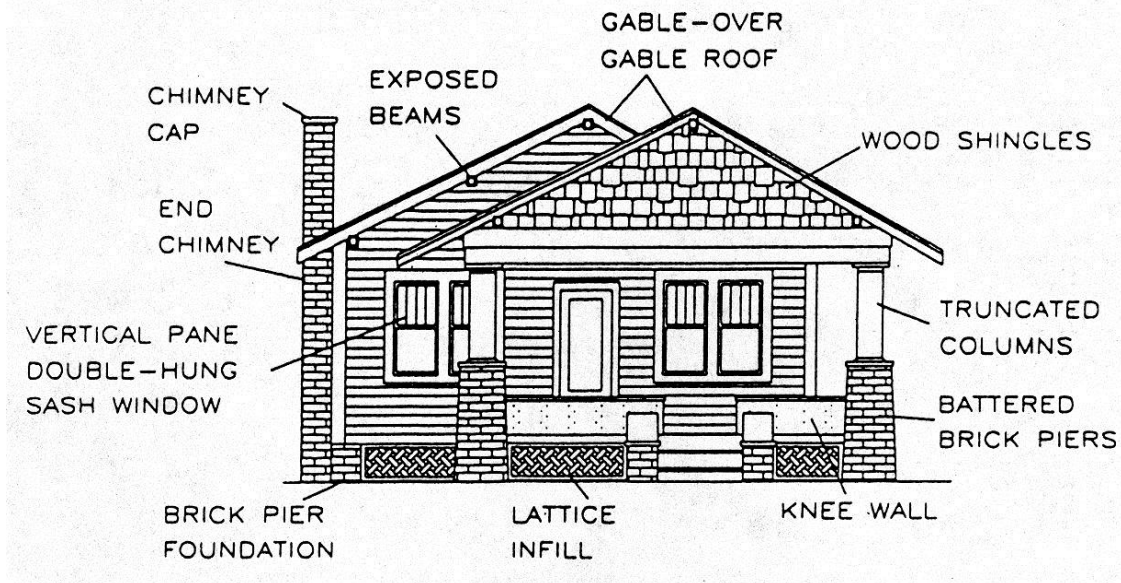 GABLE-OVER
GABLE ROOF
EXPOSED
BEAMS
CHIMNEY
CAP
WOOD SHINGLES
END
CHIMNEY
TRUNCATED
COLUMNS
VERTICAL PANE
DOUBLE-HUNG
SASH WINDOW
BATTERED
BRICK PIERS
BRICK PIER
FOUNDATION
LATTICE
INFILL
KNEE WALL